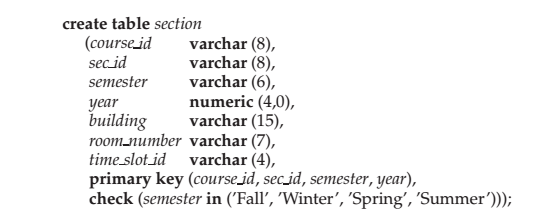 create table section
(course_id varchar (8),
sec_id varchar (8),
semester varchar (6),
year numeric (4,0),
building varchar (15),
room_number varchar (7),
time_slot_id varchar (4),
primary key (course_id, sec_id, semester, year),
check (semester in ('Fall', 'Winter', 'Spring', 'Summer')));